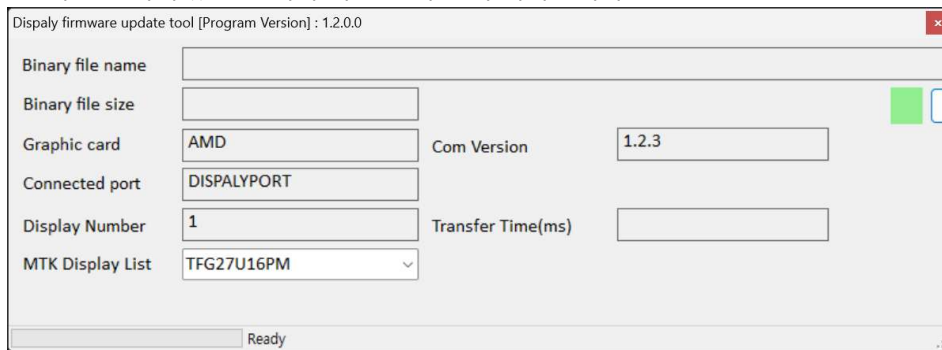 Dispaly firmware update tool [Program Version] : 1.2.0.0
Binary file name
Binary file size
Graphic card AMD Com Version 1.2.3
Connected port DISPALYPORT
Display Number 1 Transfer Time(ms)
MTK Display List TFG27U16PM
Ready